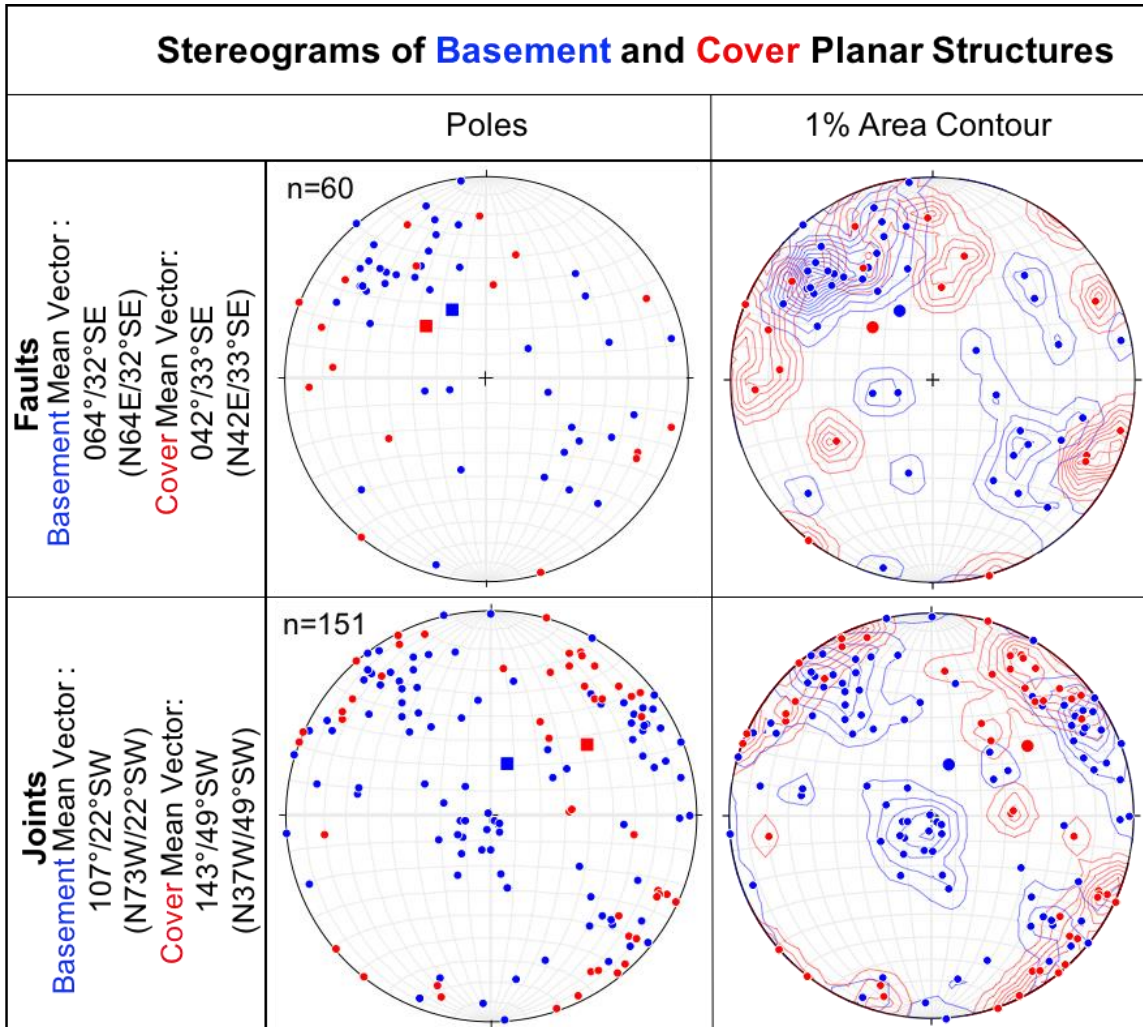 Stereograms of Basement and Cover Planar Structures
Poles
1% Area Contour
Faults
Basement Mean Vector :
064°/32°SE
(N64E/32°SE)
Cover Mean Vector:
042°/33°SE
(N42E/33°SE)
n=60
Joints
Basement Mean Vector :
107°/22°SW
(N73W/22°SW)
Cover Mean Vector:
143°/49°SW
(N37W/49°SW)
n=151